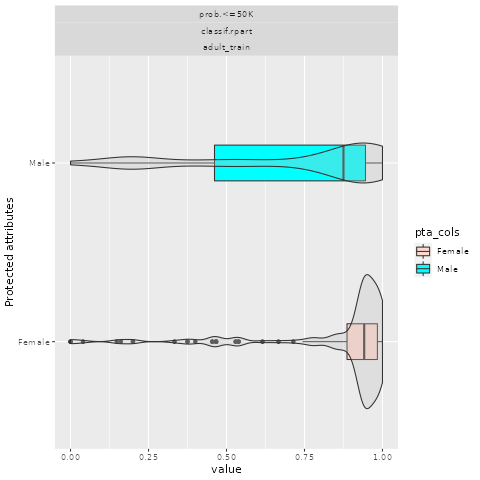 prob.<=50K
classif.rpart
adult_train
Protected attributes
Male
Female
0.00 0.25 0.50 0.75 1.00
value
pta_cols
Female
Male